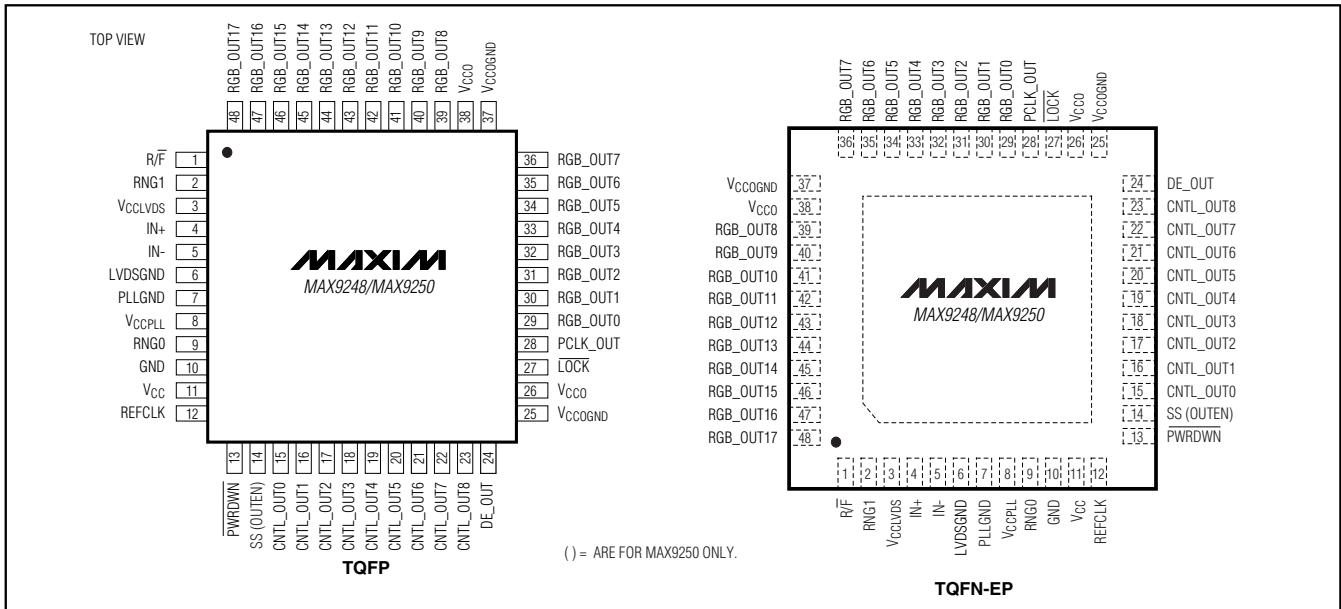 TOP VIEW
RGB_OUT17
RGB_OUT16
RGB_OUT15
RGB_OUT14
RGB_OUT13
RGB_OUT12
RGB_OUT11
RGB_OUT10
RGB_OUT9
RGB_OUT8
VCCO
VCCOGND
48 47 46 45 44 43 42 41 40 39 38 37
R/F̅ 1
RNG1 2
VCCLVDS 3
IN+ 4
IN- 5
LVDSGND 6
PLLGND 7
VCCPLL 8
RNG0 9
GND 10
VCC 11
REFCLK 12
MAXIM
MAX9248/MAX9250
36 RGB_OUT7
35 RGB_OUT6
34 RGB_OUT5
33 RGB_OUT4
32 RGB_OUT3
31 RGB_OUT2
30 RGB_OUT1
29 RGB_OUT0
28 PCLK_OUT
27 L̅O̅C̅K̅
26 VCCO
25 VCCOGND
13 14 15 16 17 18 19 20 21 22 23 24
P̅W̅R̅D̅W̅N̅
SS (OUTEN)
CNTL_OUT0
CNTL_OUT1
CNTL_OUT2
CNTL_OUT3
CNTL_OUT4
CNTL_OUT5
CNTL_OUT6
CNTL_OUT7
CNTL_OUT8
DE_OUT
TQFP
RGB_OUT7
RGB_OUT6
RGB_OUT5
RGB_OUT4
RGB_OUT3
RGB_OUT2
RGB_OUT1
RGB_OUT0
PCLK_OUT
L̅O̅C̅K̅
VCCO
VCCOGND
36 35 34 33 32 31 30 29 28 27 26 25
VCCOGND 37
VCCO 38
RGB_OUT8 39
RGB_OUT9 40
RGB_OUT10 41
RGB_OUT11 42
RGB_OUT12 43
RGB_OUT13 44
RGB_OUT14 45
RGB_OUT15 46
RGB_OUT16 47
RGB_OUT17 48
MAXIM
MAX9248/MAX9250
24 DE_OUT
23 CNTL_OUT8
22 CNTL_OUT7
21 CNTL_OUT6
20 CNTL_OUT5
19 CNTL_OUT4
18 CNTL_OUT3
17 CNTL_OUT2
16 CNTL_OUT1
15 CNTL_OUT0
14 SS (OUTEN)
13 P̅W̅R̅D̅W̅N̅
1 2 3 4 5 6 7 8 9 10 11 12
R/F̅
RNG1
VCCLVDS
IN+
IN-
LVDSGND
PLLGND
VCCPLL
RNG0
GND
VCC
REFCLK
( ) = ARE FOR MAX9250 ONLY.
TQFN-EP